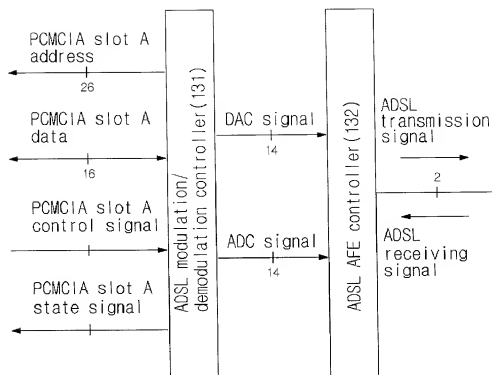 PCMCIA slot A
address
26
PCMCIA slot A
data
16
PCMCIA slot A
control signal
PCMCIA slot A
state signal
ADSL modulation/
demodulation controller(131)
DAC signal
14
ADC signal
14
ADSL AFE controller(132)
ADSL
transmission
signal
2
ADSL
receiving
signal